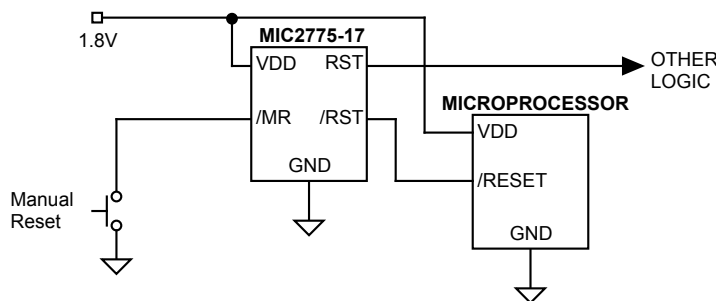 1.8V
MIC2775-17
VDD
RST
/MR
/RST
GND
OTHER
LOGIC
MICROPROCESSOR
VDD
/RESET
GND
Manual
Reset